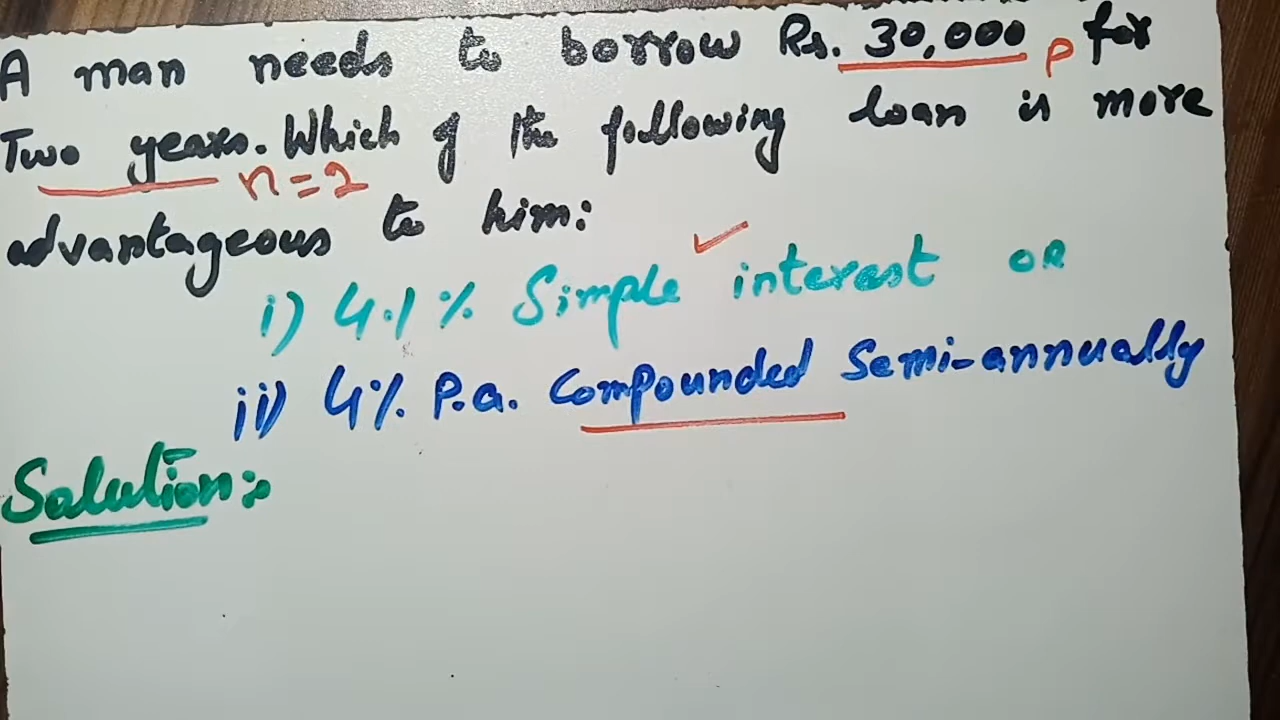 A man needs to borrow Rs. 30,000 P for
Two years. Which of the following loan is more
n=2
advantageous to him:
i) 4.1% Simple interest OR
ii) 4% P.a. Compounded Semi-annually
Solution: